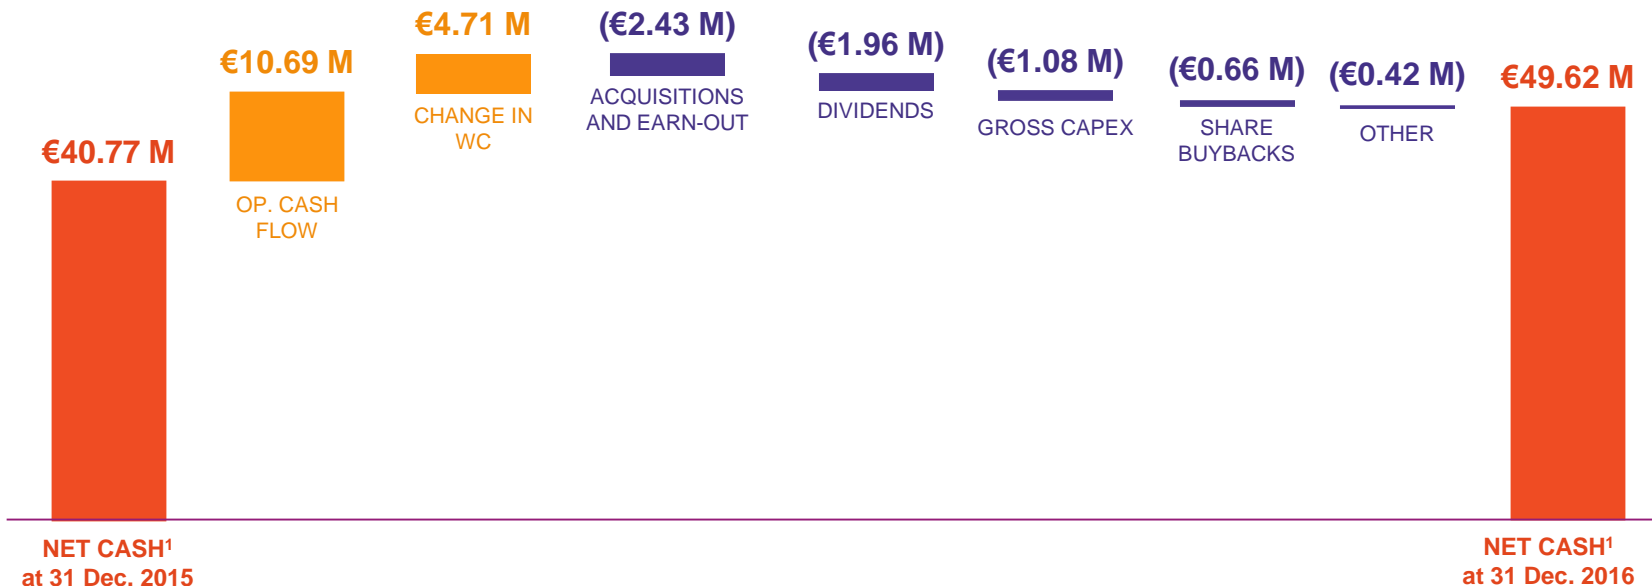 €40.77 M
NET CASH¹
at 31 Dec. 2015
€10.69 M
OP. CASH
FLOW
€4.71 M
CHANGE IN
WC
(€2.43 M)
ACQUISITIONS
AND EARN-OUT
(€1.96 M)
DIVIDENDS
(€1.08 M)
GROSS CAPEX
(€0.66 M)
SHARE
BUYBACKS
(€0.42 M)
OTHER
€49.62 M
NET CASH¹
at 31 Dec. 2016